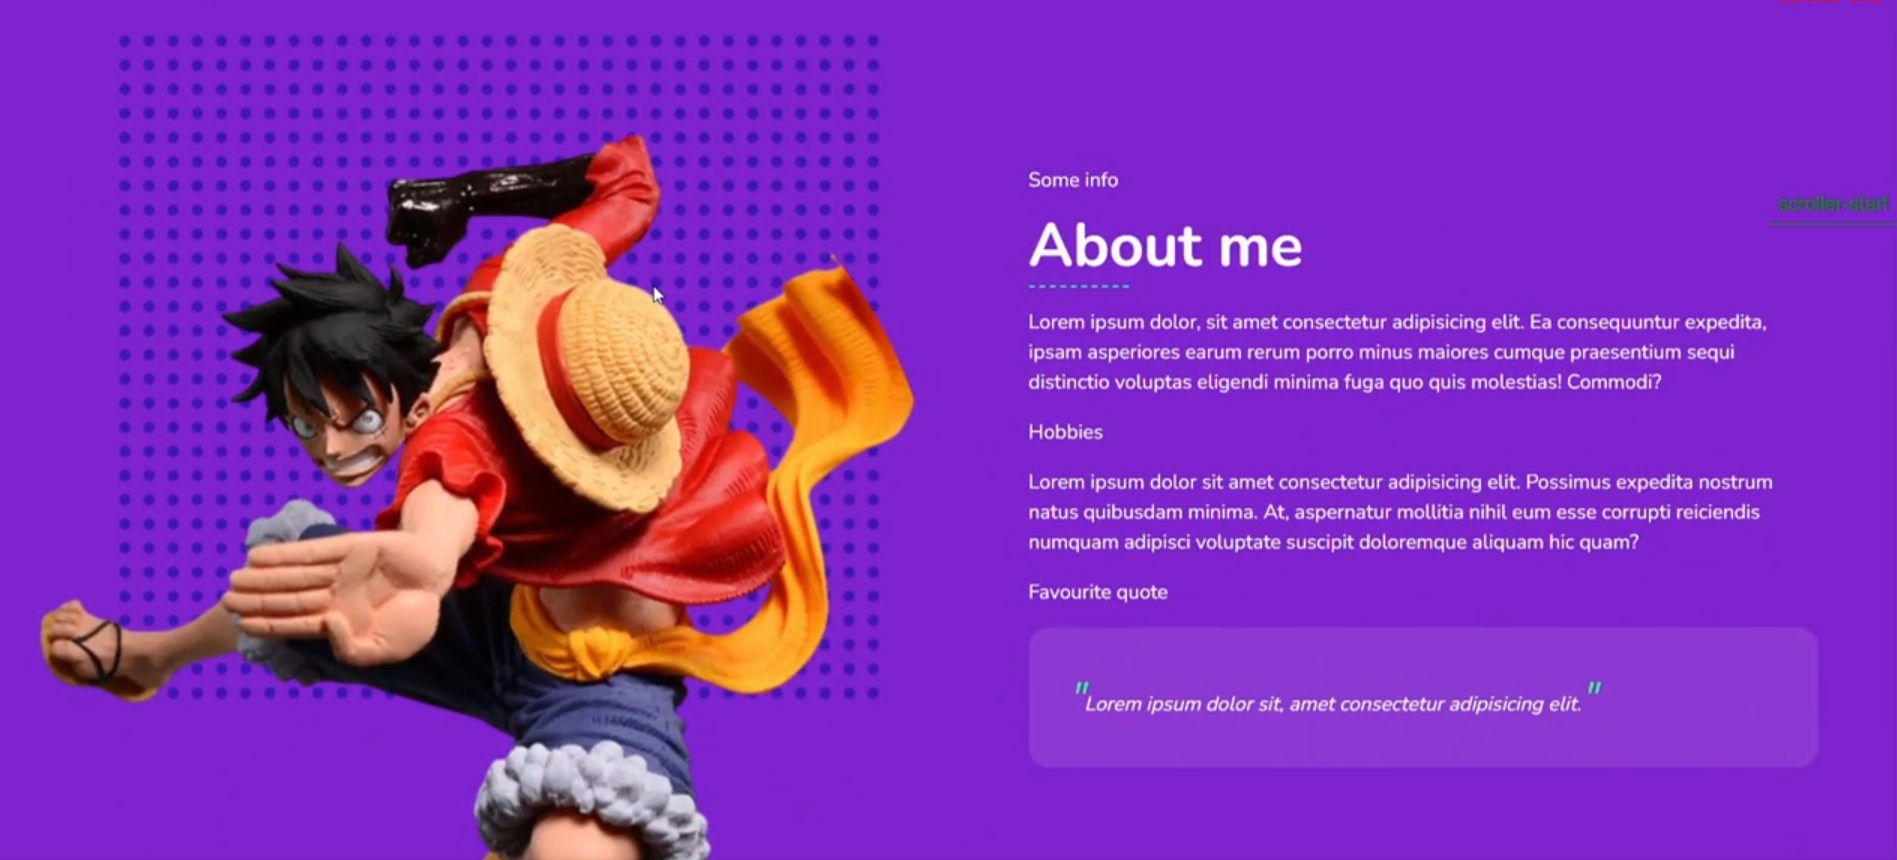 Some info
scroller-start
About me
Lorem ipsum dolor, sit amet consectetur adipisicing elit. Ea consequuntur expedita,
ipsam asperiores earum rerum porro minus maiores cumque praesentium sequi
distinctio voluptas eligendi minima fuga quo quis molestias! Commodi?
Hobbies
Lorem ipsum dolor sit amet consectetur adipisicing elit. Possimus expedita nostrum
natus quibusdam minima. At, aspernatur mollitia nihil eum esse corrupti reiciendis
numquam adipisci voluptate suscipit doloremque aliquam hic quam?
Favourite quote
"Lorem ipsum dolor sit, amet consectetur adipisicing elit."